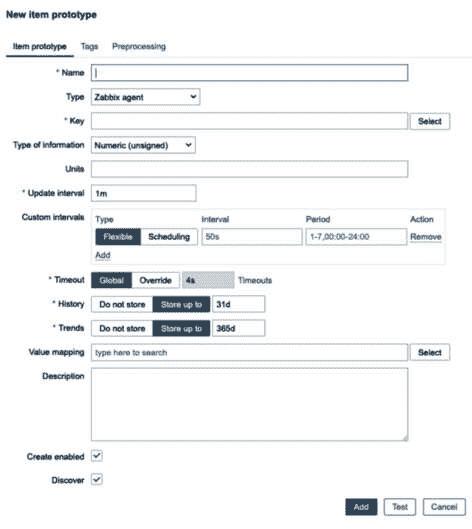 New item prototype
Item prototype Tags Preprocessing
* Name
Type Zabbix agent
* Key Select
Type of information Numeric (unsigned)
Units
* Update interval 1m
Custom intervals Type Interval Period Action
Flexible Scheduling 50s 1-7,00:00-24:00 Remove
Add
* Timeout Global Override 4s Timeouts
* History Do not store Store up to 31d
* Trends Do not store Store up to 365d
Value mapping type here to search Select
Description
Create enabled
Discover
Add Test Cancel